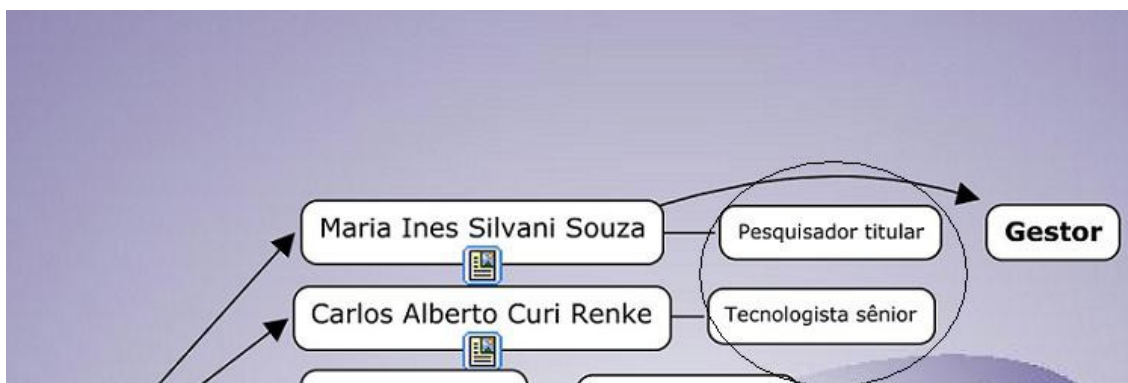 Maria Ines Silvani Souza
Pesquisador titular
Gestor
Carlos Alberto Curi Renke
Tecnologista sênior